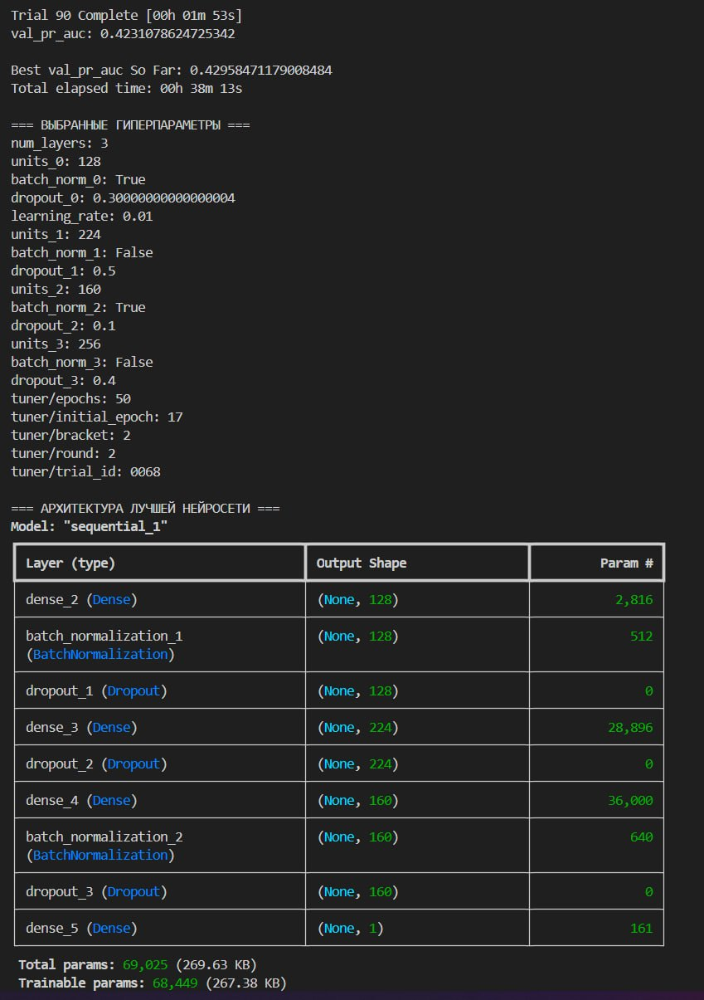 Trial 90 Complete [00h 01m 53s]
val_pr_auc: 0.4231078624725342
Best val_pr_auc So Far: 0.42958471179008484
Total elapsed time: 00h 38m 13s
=== ВЫБРАННЫЕ ГИПЕРПАРАМЕТРЫ ===
num_layers: 3
units_0: 128
batch_norm_0: True
dropout_0: 0.30000000000000004
learning_rate: 0.01
units_1: 224
batch_norm_1: False
dropout_1: 0.5
units_2: 160
batch_norm_2: True
dropout_2: 0.1
units_3: 256
batch_norm_3: False
dropout_3: 0.4
tuner/epochs: 50
tuner/initial_epoch: 17
tuner/bracket: 2
tuner/round: 2
tuner/trial_id: 0068
=== АРХИТЕКТУРА ЛУЧШЕЙ НЕЙРОСЕТИ ===
Model: "sequential_1"
Layer (type) Output Shape Param #
dense_2 (Dense) (None, 128) 2,816
batch_normalization_1 (None, 128) 512
(BatchNormalization)
dropout_1 (Dropout) (None, 128) 0
dense_3 (Dense) (None, 224) 28,896
dropout_2 (Dropout) (None, 224) 0
dense_4 (Dense) (None, 160) 36,000
batch_normalization_2 (None, 160) 640
(BatchNormalization)
dropout_3 (Dropout) (None, 160) 0
dense_5 (Dense) (None, 1) 161
Total params: 69,025 (269.63 KB)
Trainable params: 68,449 (267.38 KB)